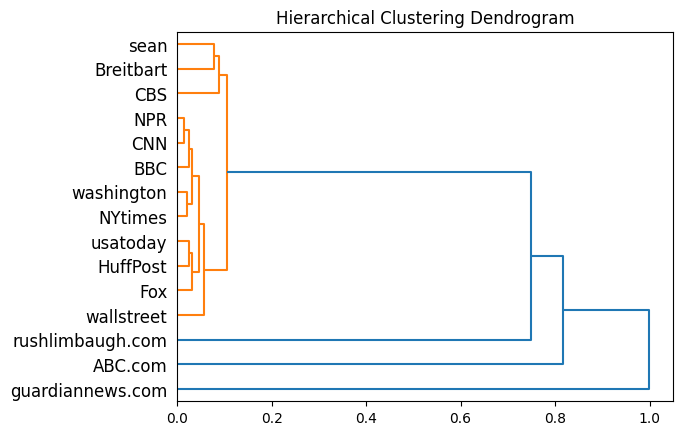 Hierarchical Clustering Dendrogram
sean
Breitbart
CBS
NPR
CNN
BBC
washington
NYtimes
usatoday
HuffPost
Fox
wallstreet
rushlimbaugh.com
ABC.com
guardiannews.com
0.0 0.2 0.4 0.6 0.8 1.0